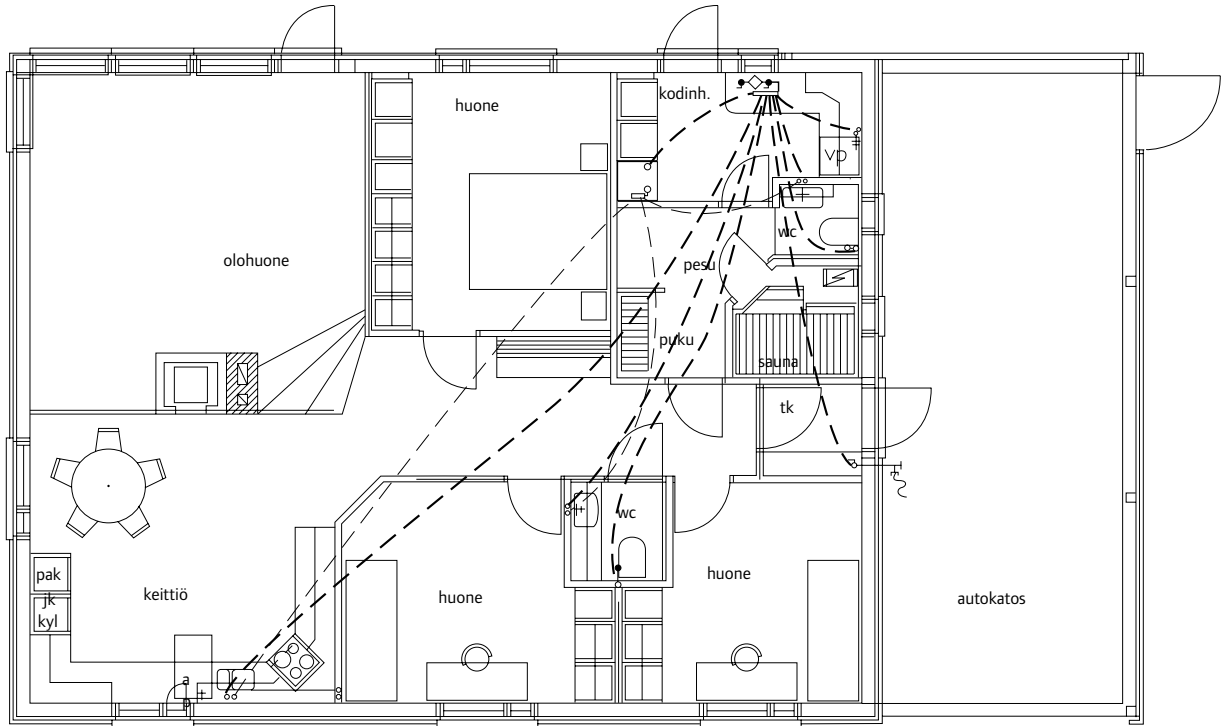 huone
kodinh.
vp
wc
pesu
olohuone
puku
sauna
tk
wc
pak
jk
kyl
keittiö
huone
huone
autokatos
a
p